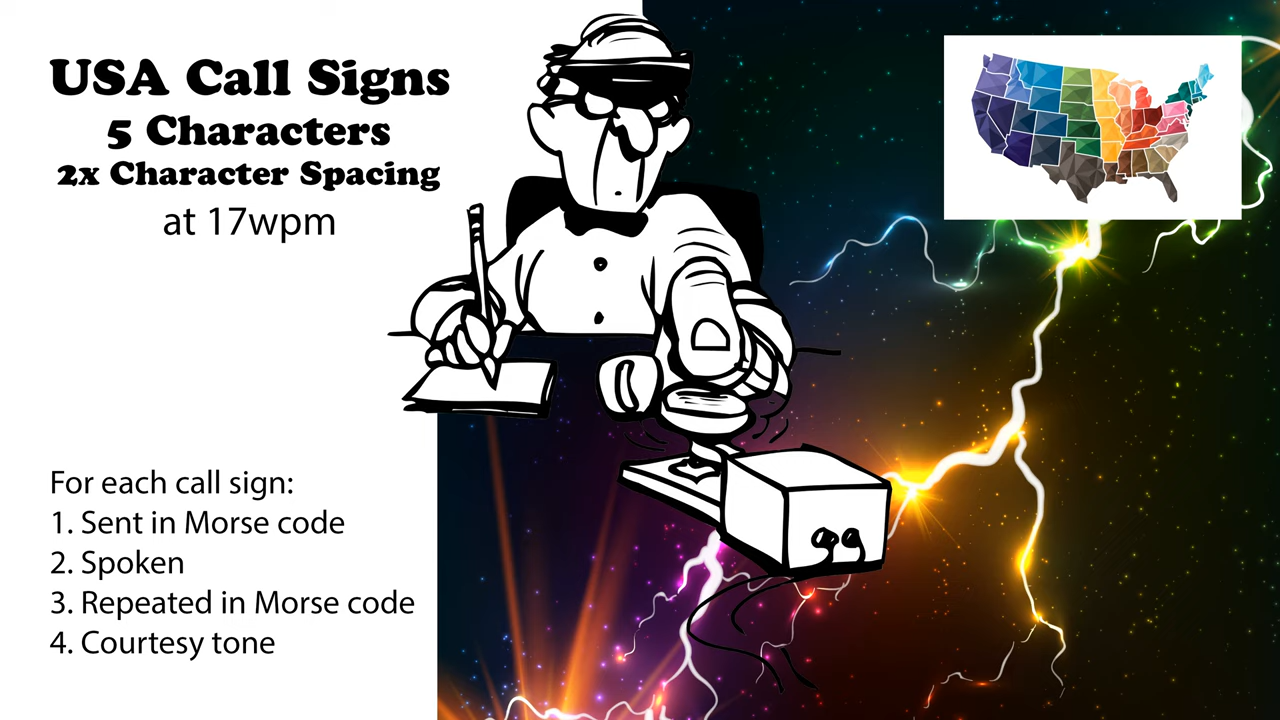 USA Call Signs
5 Characters
2x Character Spacing
at 17wpm
For each call sign:
1. Sent in Morse code
2. Spoken
3. Repeated in Morse code
4. Courtesy tone